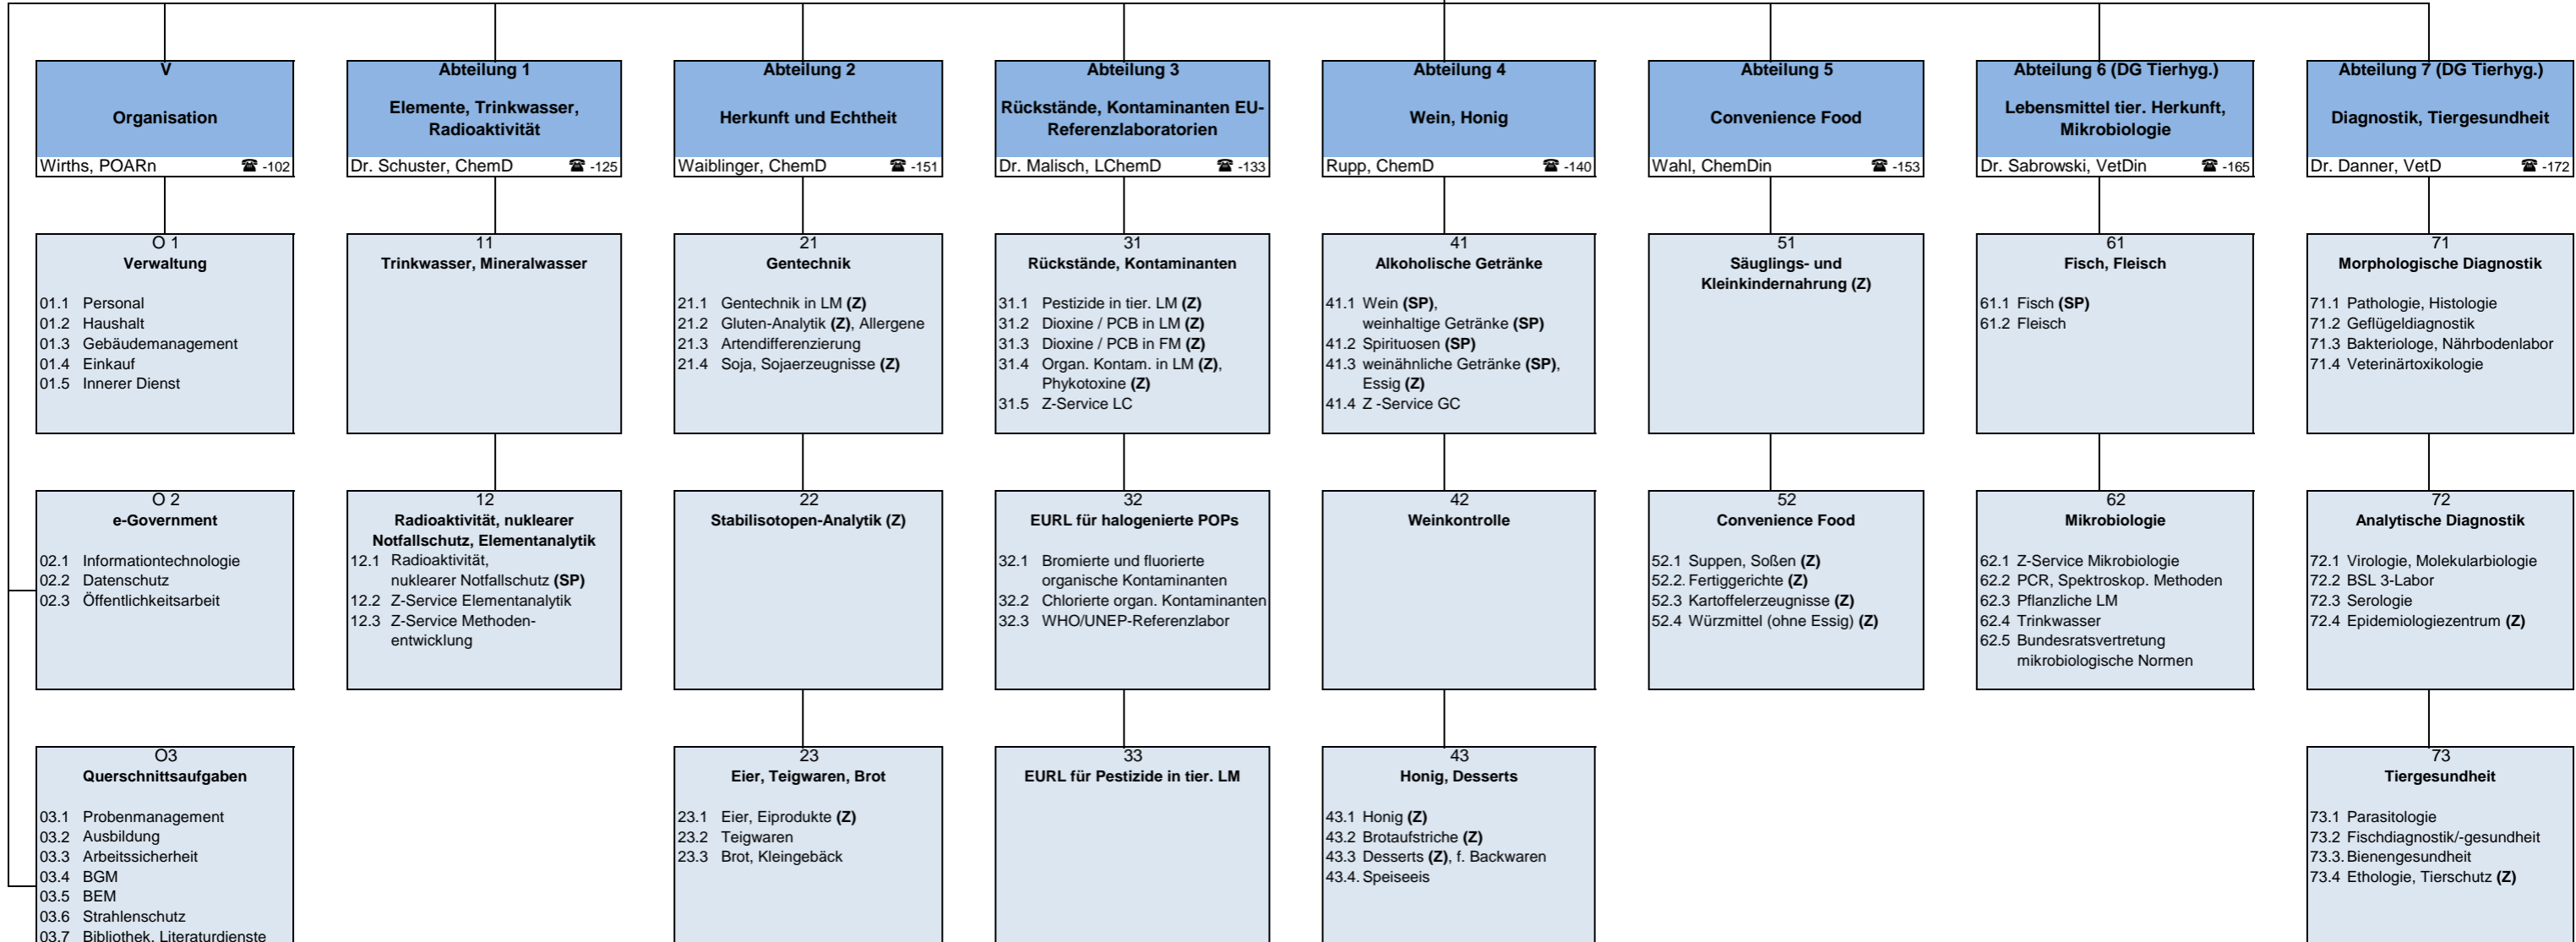 V
Organisation
Wirths, POARn ☎ -102
Abteilung 1
Elemente, Trinkwasser,
Radioaktivität
Dr. Schuster, ChemD ☎ -125
Abteilung 2
Herkunft und Echtheit
Waiblinger, ChemD ☎ -151
Abteilung 3
Rückstände, Kontaminanten EU-
Referenzlaboratorien
Dr. Malisch, LChemD ☎ -133
Abteilung 4
Wein, Honig
Rupp, ChemD ☎ -140
Abteilung 5
Convenience Food
Wahl, ChemDin ☎ -153
Abteilung 6 (DG Tierhyg.)
Lebensmittel tier. Herkunft,
Mikrobiologie
Dr. Sabrowski, VetDin ☎ -165
Abteilung 7 (DG Tierhyg.)
Diagnostik, Tiergesundheit
Dr. Danner, VetD ☎ -172
O 1
Verwaltung
01.1 Personal
01.2 Haushalt
01.3 Gebäudemanagement
01.4 Einkauf
01.5 Innerer Dienst
11
Trinkwasser, Mineralwasser
21
Gentechnik
21.1 Gentechnik in LM (Z)
21.2 Gluten-Analytik (Z), Allergene
21.3 Artendifferenzierung
21.4 Soja, Sojaerzeugnisse (Z)
31
Rückstände, Kontaminanten
31.1 Pestizide in tier. LM (Z)
31.2 Dioxine / PCB in LM (Z)
31.3 Dioxine / PCB in FM (Z)
31.4 Organ. Kontam. in LM (Z),
Phykotoxine (Z)
31.5 Z-Service LC
41
Alkoholische Getränke
41.1 Wein (SP),
weinhaltige Getränke (SP)
41.2 Spirituosen (SP)
41.3 weinähnliche Getränke (SP),
Essig (Z)
41.4 Z -Service GC
51
Säuglings- und
Kleinkindernahrung (Z)
61
Fisch, Fleisch
61.1 Fisch (SP)
61.2 Fleisch
71
Morphologische Diagnostik
71.1 Pathologie, Histologie
71.2 Geflügeldiagnostik
71.3 Bakteriologe, Nährbodenlabor
71.4 Veterinärtoxikologie
O 2
e-Government
02.1 Informationtechnologie
02.2 Datenschutz
02.3 Öffentlichkeitsarbeit
12
Radioaktivität, nuklearer
Notfallschutz, Elementanalytik
12.1 Radioaktivität,
nuklearer Notfallschutz (SP)
12.2 Z-Service Elementanalytik
12.3 Z-Service Methoden-
entwicklung
22
Stabilisotopen-Analytik (Z)
32
EURL für halogenierte POPs
32.1 Bromierte und fluorierte
organische Kontaminanten
32.2 Chlorierte organ. Kontaminanten
32.3 WHO/UNEP-Referenzlabor
42
Weinkontrolle
52
Convenience Food
52.1 Suppen, Soßen (Z)
52.2. Fertiggerichte (Z)
52.3 Kartoffelerzeugnisse (Z)
52.4 Würzmittel (ohne Essig) (Z)
62
Mikrobiologie
62.1 Z-Service Mikrobiologie
62.2 PCR, Spektroskop. Methoden
62.3 Pflanzliche LM
62.4 Trinkwasser
62.5 Bundesratsvertretung
mikrobiologische Normen
72
Analytische Diagnostik
72.1 Virologie, Molekularbiologie
72.2 BSL 3-Labor
72.3 Serologie
72.4 Epidemiologiezentrum (Z)
O3
Querschnittsaufgaben
03.1 Probenmanagement
03.2 Ausbildung
03.3 Arbeitssicherheit
03.4 BGM
03.5 BEM
03.6 Strahlenschutz
03.7 Bibliothek, Literaturdienste
23
Eier, Teigwaren, Brot
23.1 Eier, Eiprodukte (Z)
23.2 Teigwaren
23.3 Brot, Kleingebäck
33
EURL für Pestizide in tier. LM
43
Honig, Desserts
43.1 Honig (Z)
43.2 Brotaufstriche (Z)
43.3 Desserts (Z), f. Backwaren
43.4. Speiseeis
73
Tiergesundheit
73.1 Parasitologie
73.2 Fischdiagnostik/-gesundheit
73.3. Bienengesundheit
73.4 Ethologie, Tierschutz (Z)